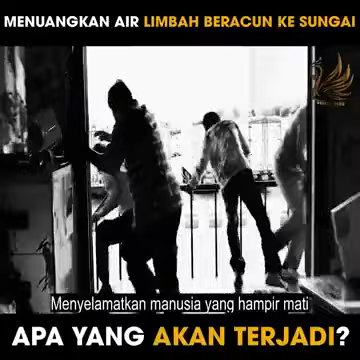 MENUANGKAN AIR LIMBAH BERACUN KE SUNGAI
Menyelamatkan manusia yang hampir mati
APA YANG AKAN TERJADI?